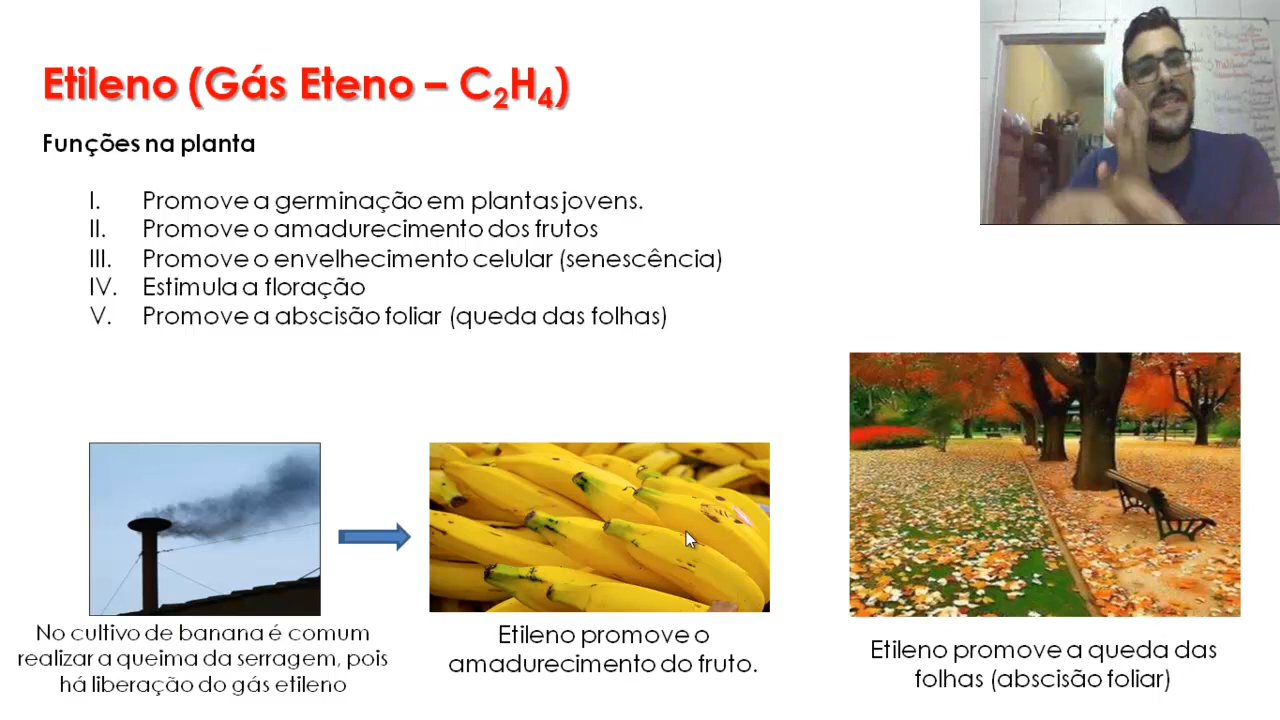 Etileno (Gás Eteno – C₂H₄)
Funções na planta
I. Promove a germinação em plantas jovens.
II. Promove o amadurecimento dos frutos
III. Promove o envelhecimento celular (senescência)
IV. Estimula a floração
V. Promove a abscisão foliar (queda das folhas)
No cultivo de banana é comum
realizar a queima da serragem, pois
há liberação do gás etileno
Etileno promove o
amadurecimento do fruto.
Etileno promove a queda das
folhas (abscisão foliar)